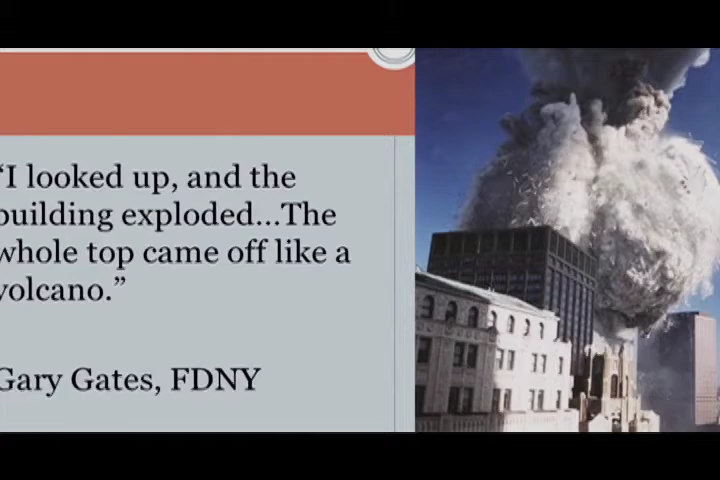 “I looked up, and the
building exploded...The
whole top came off like a
volcano.”
Gary Gates, FDNY